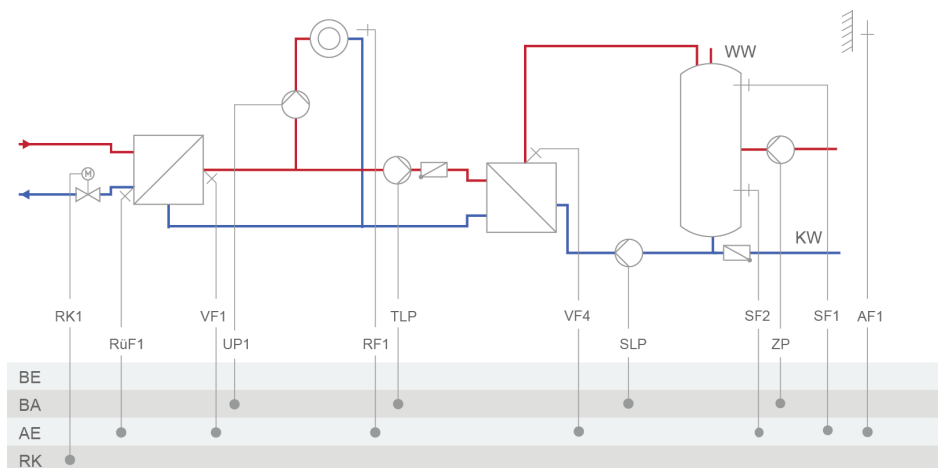 WW
M
KW
RK1
VF1
TLP
VF4
SF2
SF1
AF1
RüF1
UP1
RF1
SLP
ZP
BE
BA
AE
RK